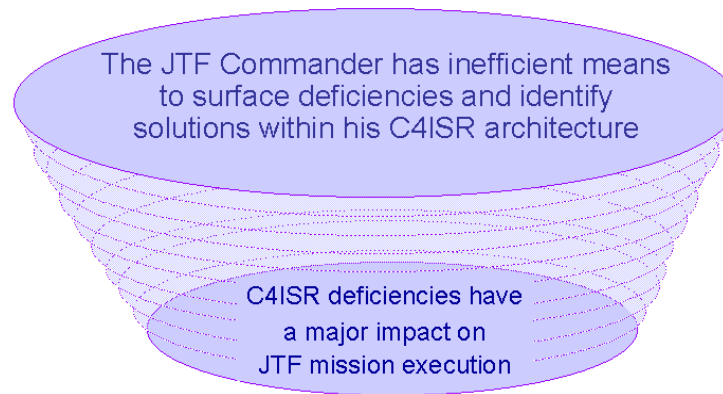 The JTF Commander has inefficient means
to surface deficiencies and identify
solutions within his C4ISR architecture
C4ISR deficiencies have
a major impact on
JTF mission execution